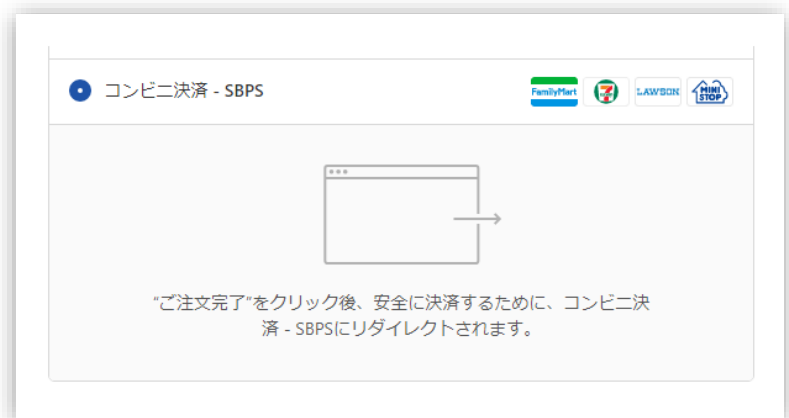 コンビニ決済 - SBPS
FamilyMart
LAWSON
MINI
STOP
"ご注文完了"をクリック後、安全に決済するために、コンビニ決
済 - SBPSにリダイレクトされます。